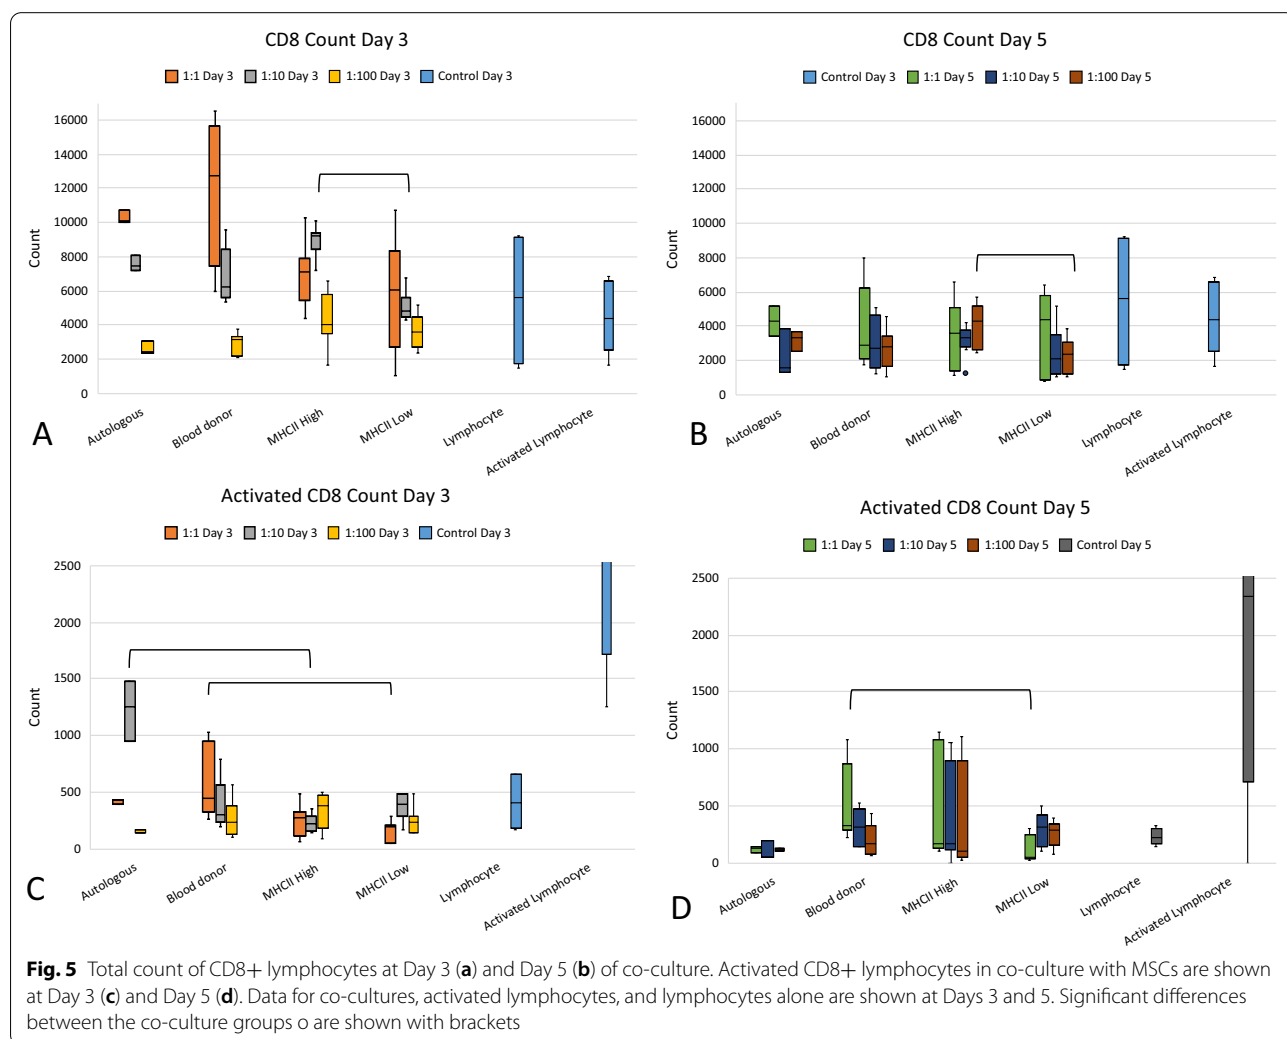 CD8 Count Day 3
1:1 Day 3 1:10 Day 3 1:100 Day 3 Control Day 3
Count
16000
14000
12000
10000
8000
6000
4000
2000
0
Autologous Blood donor MHCII High MHCII Low Lymphocyte Activated Lymphocyte
A
CD8 Count Day 5
Control Day 3 1:1 Day 5 1:10 Day 5 1:100 Day 5
Count
16000
14000
12000
10000
8000
6000
4000
2000
0
Autologous Blood donor MHCII High MHCII Low Lymphocyte Activated Lymphocyte
B
Activated CD8 Count Day 3
1:1 Day 3 1:10 Day 3 1:100 Day 3 Control Day 3
Count
2500
2000
1500
1000
500
0
Autologous Blood donor MHCII High MHCII Low Lymphocyte Activated Lymphocyte
C
Activated CD8 Count Day 5
1:1 Day 5 1:10 Day 5 1:100 Day 5 Control Day 5
Count
2500
2000
1500
1000
500
0
Autologous Blood donor MHCII High MHCII Low Lymphocyte Activated Lymphocyte
D
Fig. 5 Total count of CD8+ lymphocytes at Day 3 (a) and Day 5 (b) of co-culture. Activated CD8+ lymphocytes in co-culture with MSCs are shown
at Day 3 (c) and Day 5 (d). Data for co-cultures, activated lymphocytes, and lymphocytes alone are shown at Days 3 and 5. Significant differences
between the co-culture groups o are shown with brackets